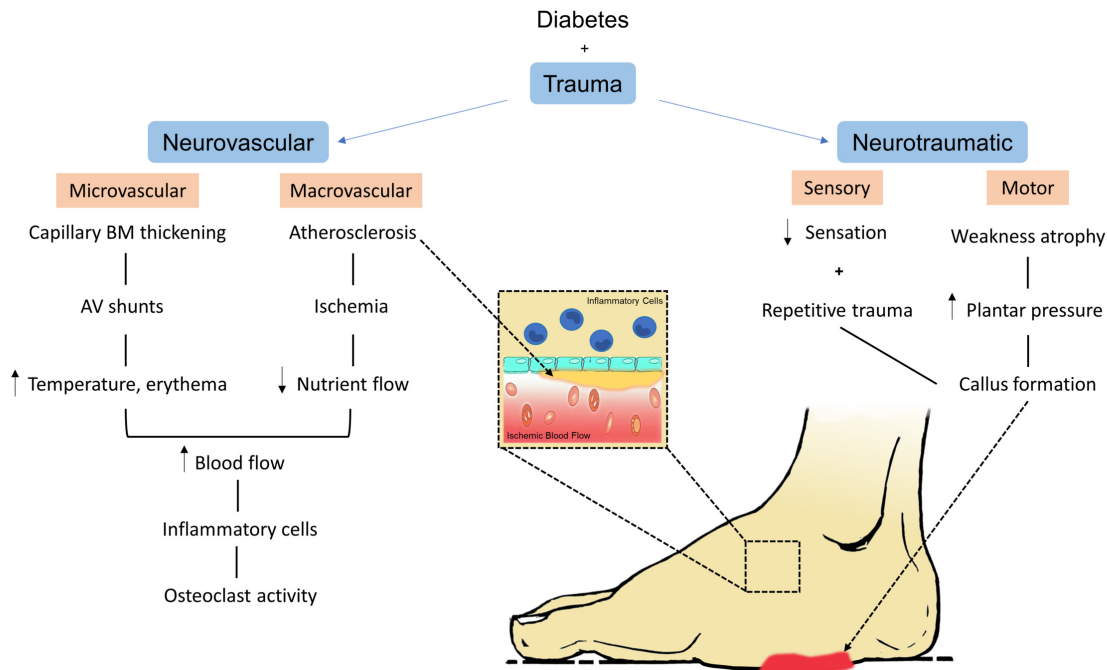 Diabetes
+
Trauma
Neurovascular
Neurotraumatic
Microvascular
Macrovascular
Sensory
Motor
Capillary BM thickening
Atherosclerosis
↓ Sensation
Weakness atrophy
+
AV shunts
Ischemia
Repetitive trauma
↑ Plantar pressure
↑ Temperature, erythema
↓ Nutrient flow
Callus formation
Inflammatory Cells
Ischemic Blood Flow
↑ Blood flow
Inflammatory cells
Osteoclast activity